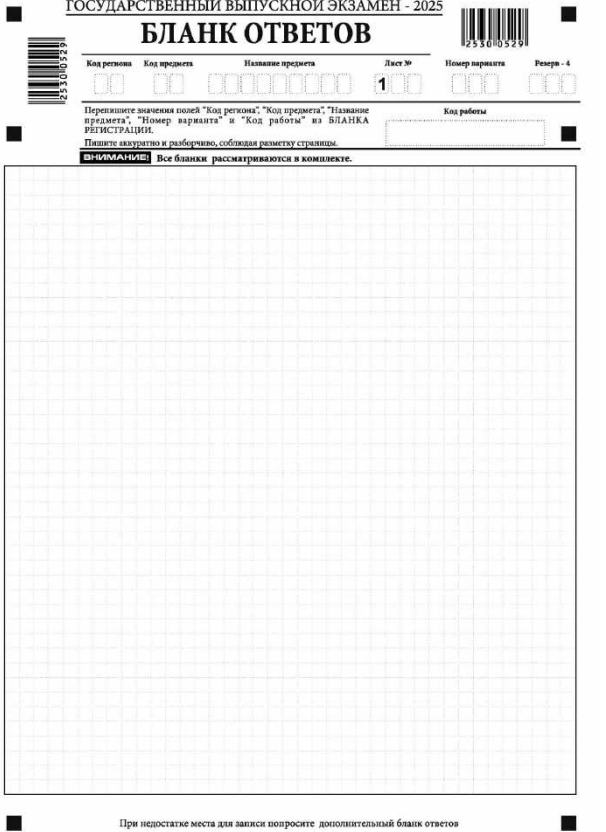 ГОСУДАРСТВЕННЫЙ ВЫПУСКНОЙ ЭКЗАМЕН - 2025
БЛАНК ОТВЕТОВ
2530 0529
2530 0529
Код региона Код предмета Название предмета Лист № Номер варианта Резерв - 4
1
Перепишите значения полей "Код региона", "Код предмета", "Название
предмета", "Номер варианта" и "Код работы" из БЛАНКА
РЕГИСТРАЦИИ.
Пишите аккуратно и разборчиво, соблюдая разметку страницы.
Код работы
ВНИМАНИЕ! Все бланки рассматриваются в комплекте.
При недостатке места для записи попросите дополнительный бланк ответов